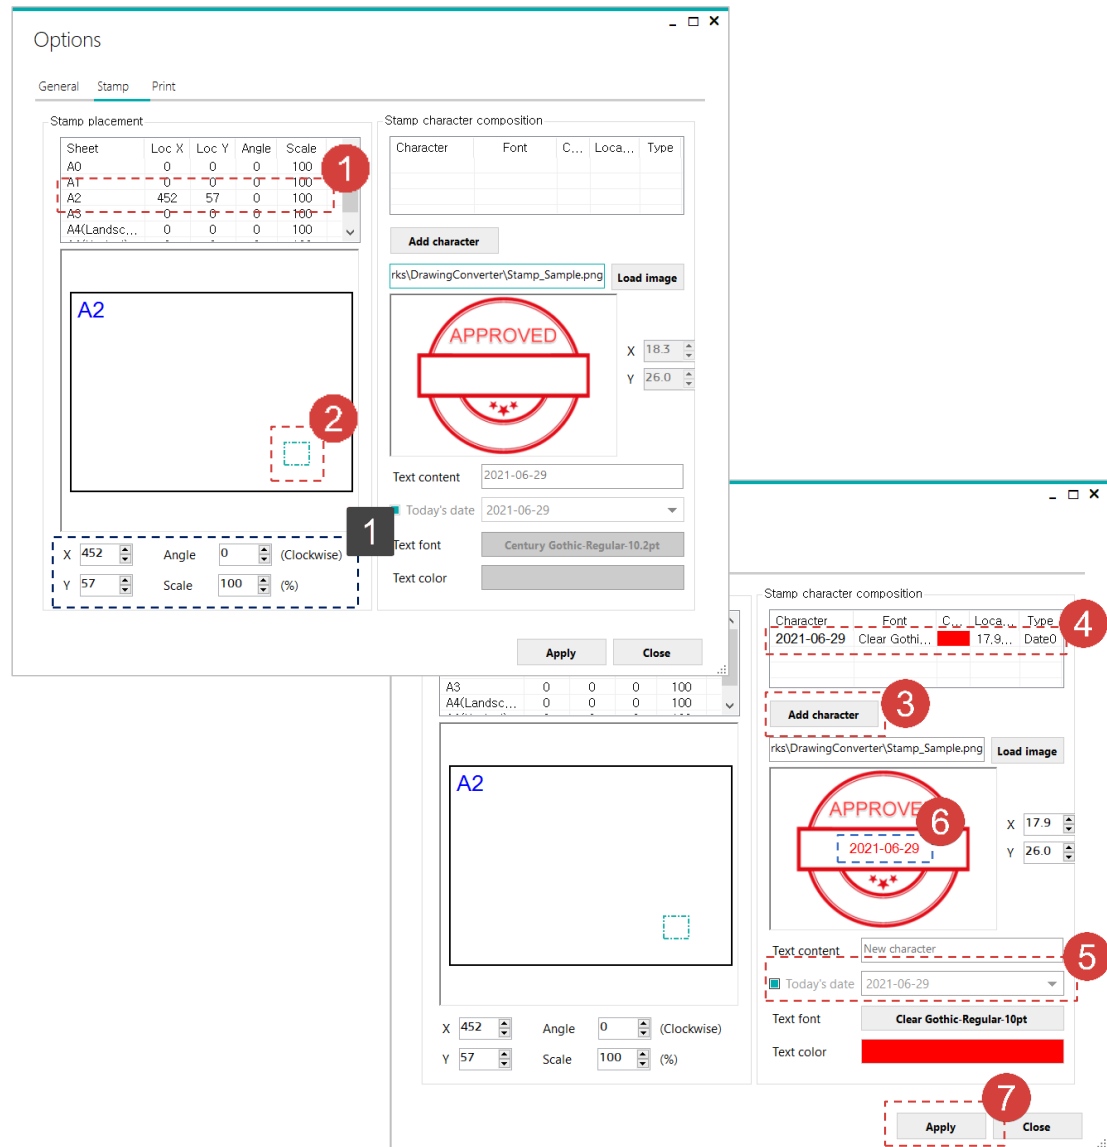 Options
General Stamp Print
Stamp placement
Sheet Loc X Loc Y Angle Scale
A0 0 0 0 100
A1 0 0 0 100
A2 452 57 0 100
A3 0 0 0 100
A4(Landsc... 0 0 0 100
1
A2
2
X 452 Angle 0 (Clockwise)
Y 57 Scale 100 (%)
1
Stamp character composition
Character Font C... Loca... Type
Add character
rks\DrawingConverter\Stamp_Sample.png Load image
APPROVED
X 18.3
Y 26.0
Text content 2021-06-29
Today's date 2021-06-29
Text font Century Gothic-Regular-10.2pt
Text color
Apply Close
A3 0 0 0 100
A4(Landsc... 0 0 0 100
A2
X 452 Angle 0 (Clockwise)
Y 57 Scale 100 (%)
Stamp character composition
Character Font C... Loca... Type
2021-06-29 Clear Gothi... 17.9... Date0
4
Add character
3
rks\DrawingConverter\Stamp_Sample.png Load image
APPROVE
6
2021-06-29
X 17.9
Y 26.0
Text content New character
5
Today's date 2021-06-29
Text font Clear Gothic-Regular-10pt
Text color
7
Apply Close